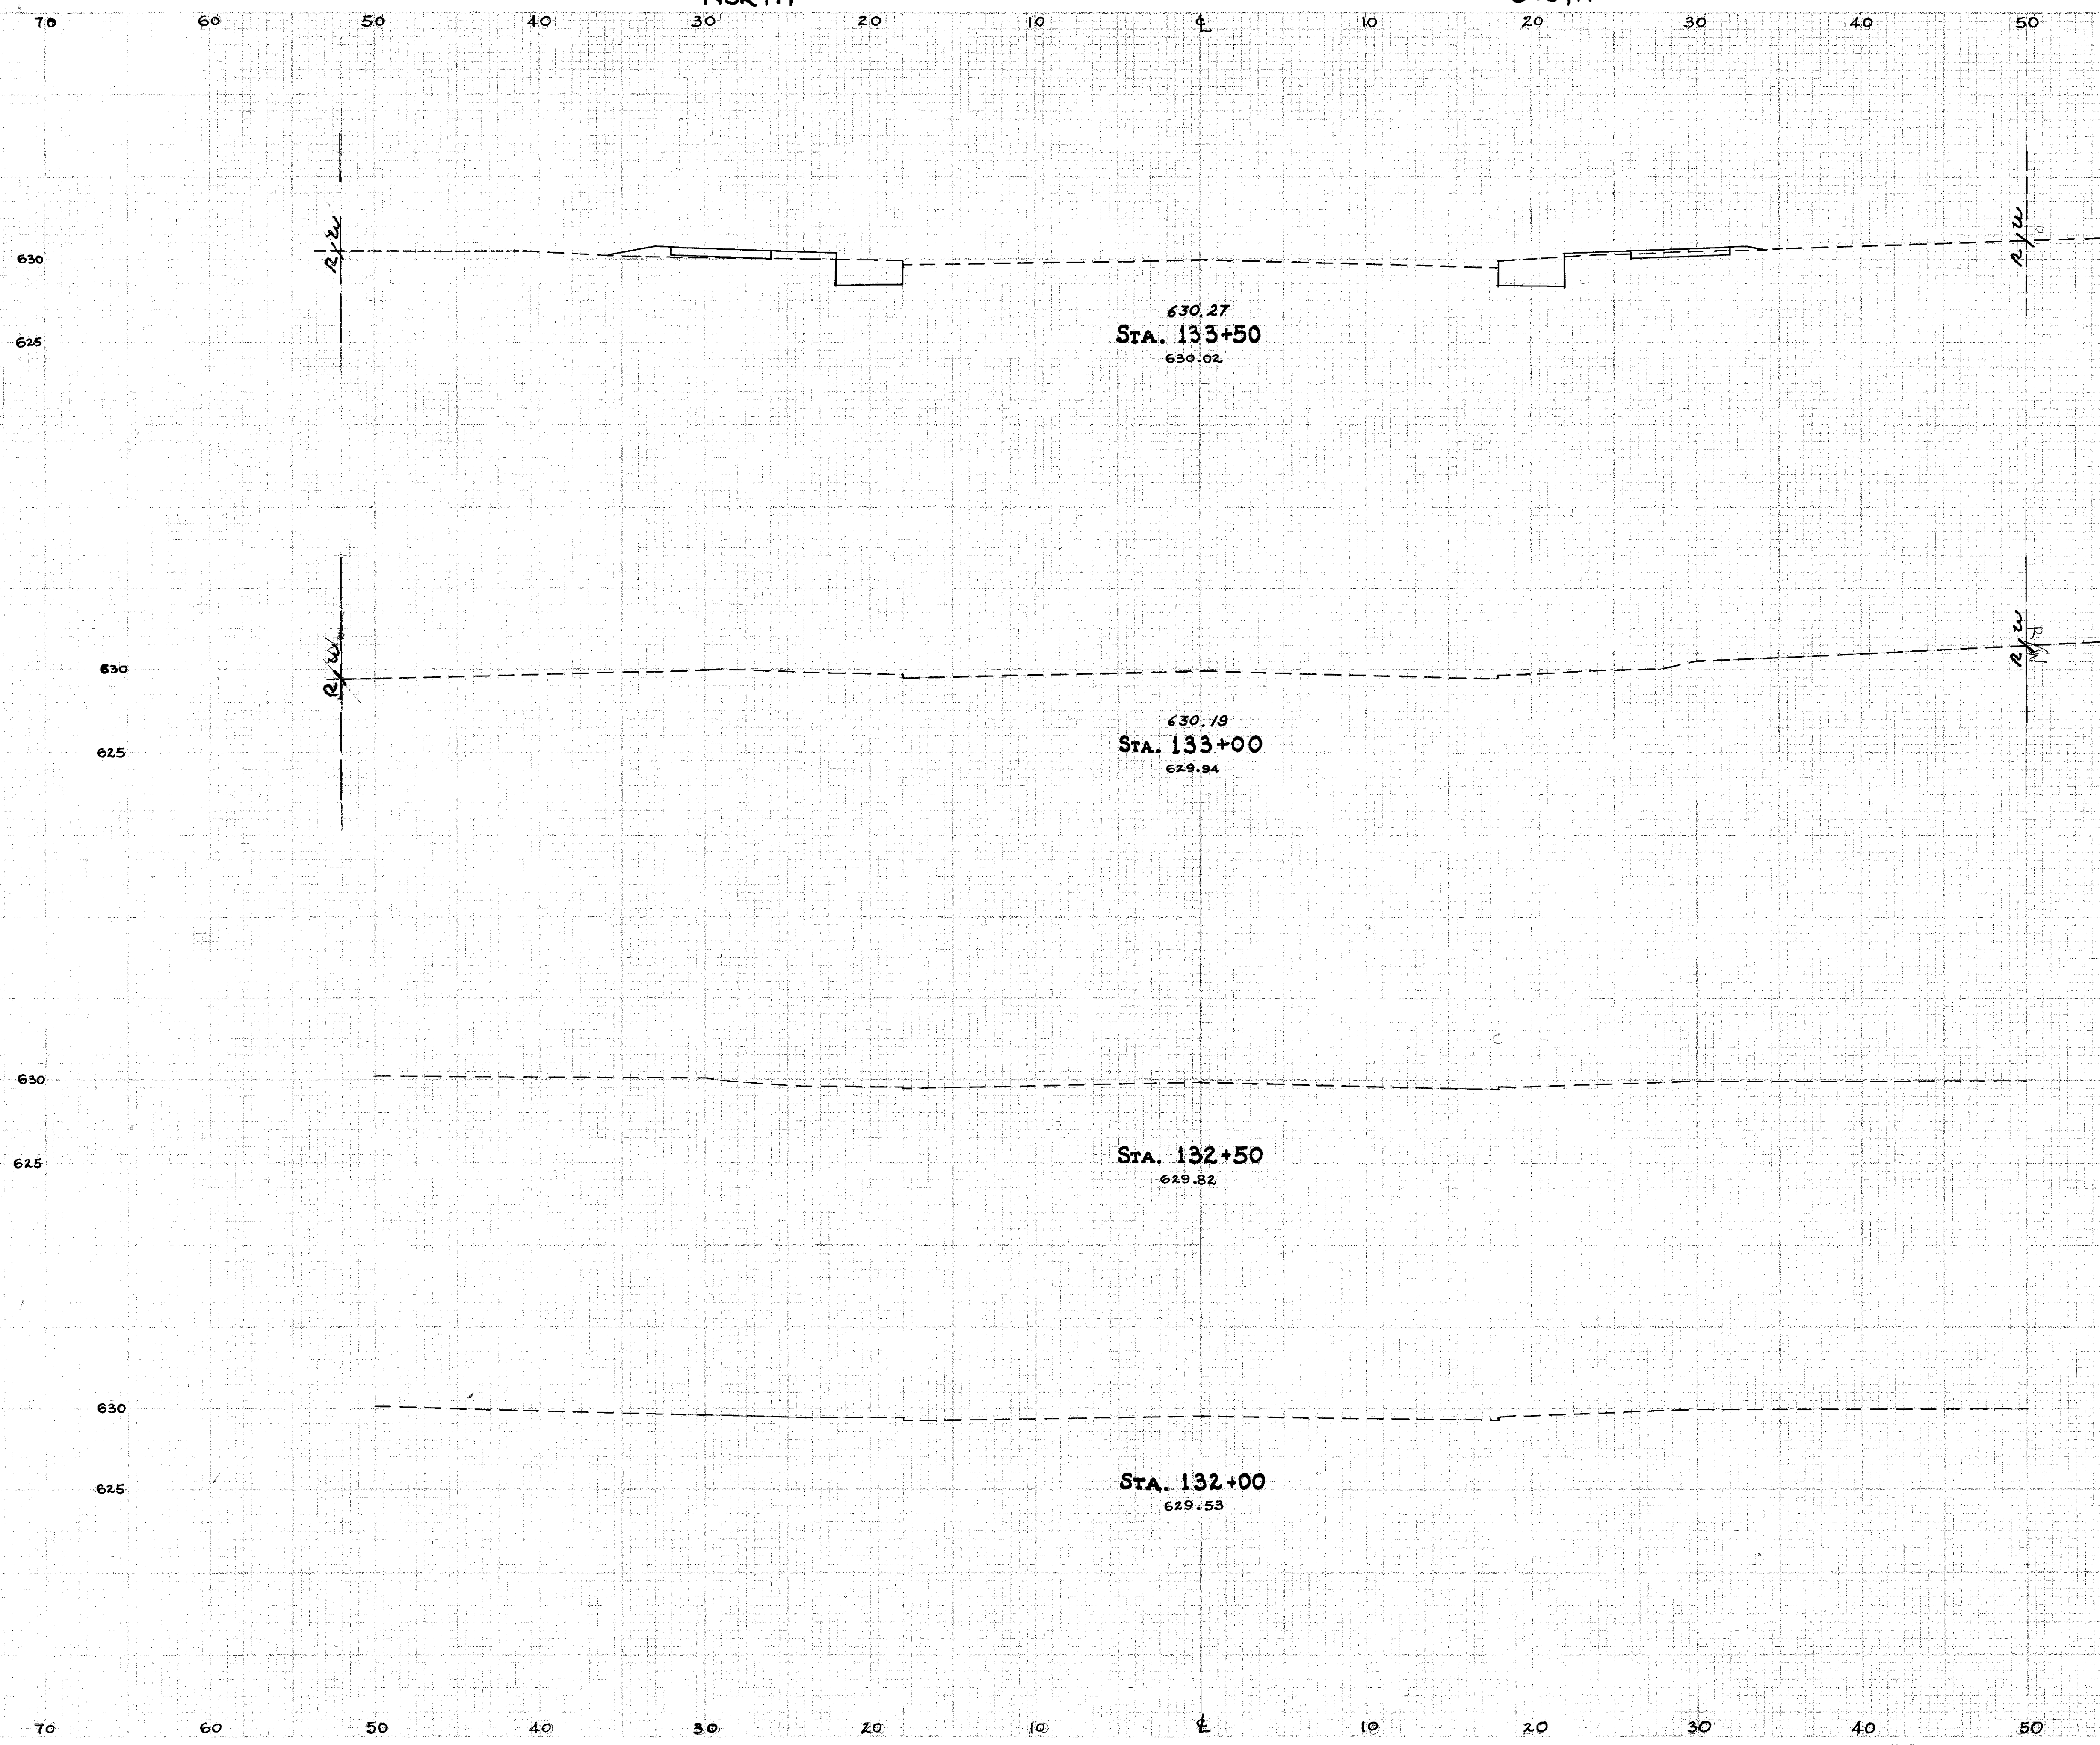 NORTH SOUTH
70 60 50 40 30 20 10 ℄ 10 20 30 40 50
R/W R/W
630
630.27
STA. 133+50
625
630.02
R/W R/W R/W
630
630.19
STA. 133+00
625
629.94
630
STA. 132+50
625
629.82
630
STA. 132+00
625
629.53
70 60 50 40 30 20 10 ℄ 10 20 30 40 50